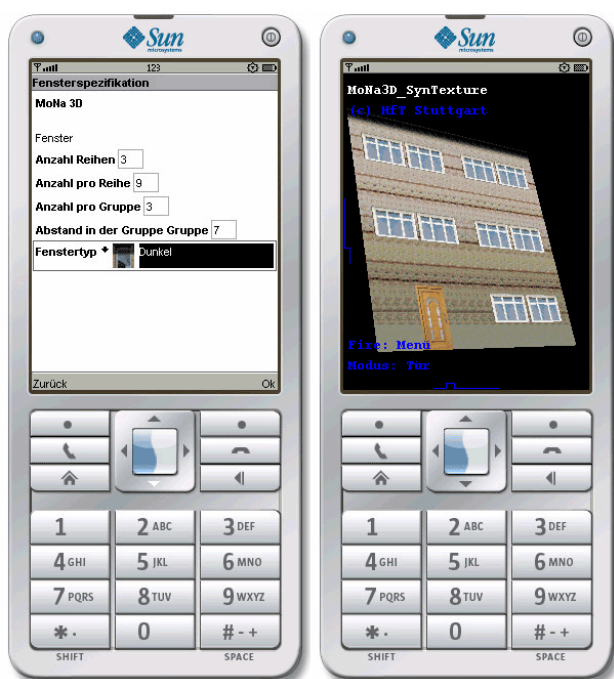 Sun
microsystems
123
Fensterspezifikation
MoNa 3D
Fenster
Anzahl Reihen 3
Anzahl pro Reihe 9
Anzahl pro Gruppe 3
Abstand in der Gruppe Gruppe 7
Fenstertyp Dunkel
Zurück Ok
1 2 ABC 3 DEF
4 GHI 5 JKL 6 MNO
7 PQRS 8 TUV 9 WXYZ
* . 0 # - +
SHIFT SPACE
Sun
microsystems
MoNa3D_SynTexture
(c) HfT Stuttgart
Fire: Menu
Modus: Tur
1 2 ABC 3 DEF
4 GHI 5 JKL 6 MNO
7 PQRS 8 TUV 9 WXYZ
* . 0 # - +
SHIFT SPACE